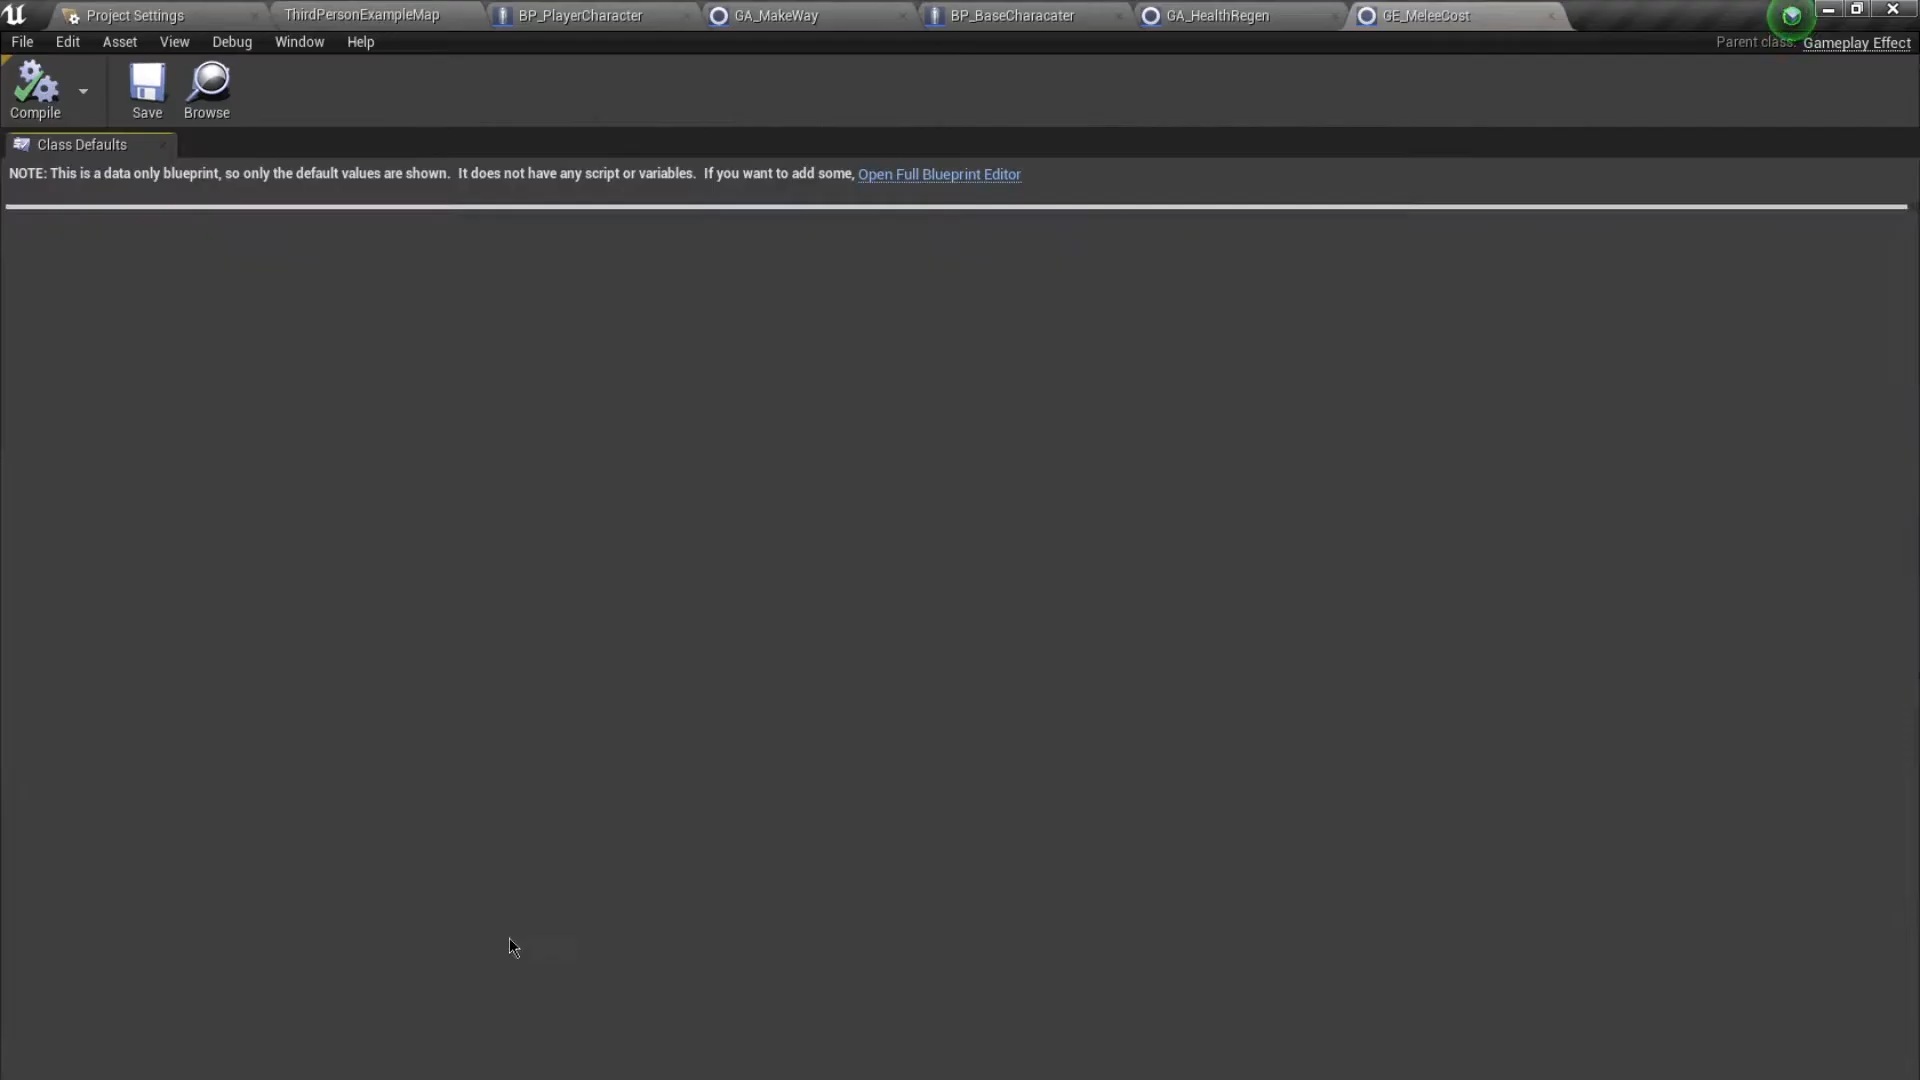 Project Settings
ThirdPersonExampleMap
BP_PlayerCharacter
GA_MakeWay
BP_BaseCharacater
GA_HealthRegen
GE_MeleeCost
File Edit Asset View Debug Window Help
Parent class: Gameplay Effect
Compile
Save
Browse
Class Defaults
NOTE: This is a data only blueprint, so only the default values are shown.  It does not have any script or variables.  If you want to add some, Open Full Blueprint Editor